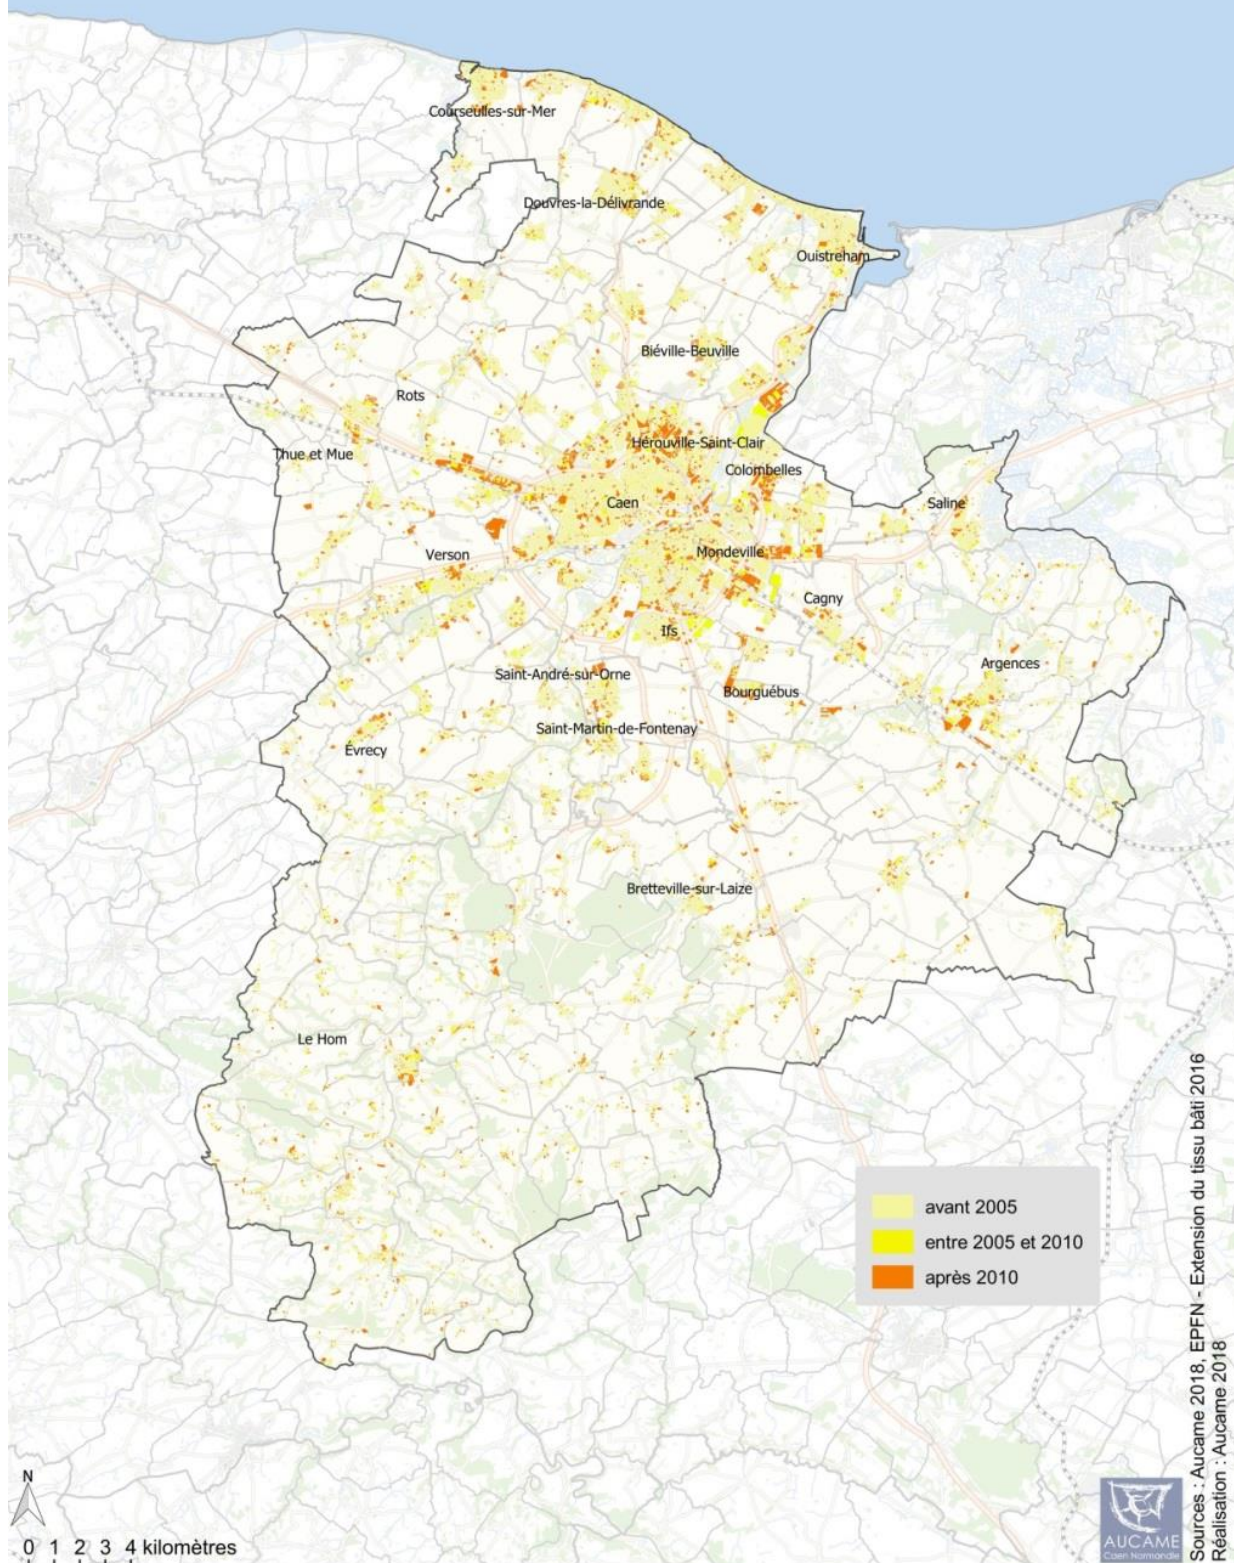 Courseulles-sur-Mer
Douvres-la-Délivrande
Ouistreham
Biéville-Beuville
Rots
Hérouville-Saint-Clair
Thue et Mue
Colombelles
Caen
Saline
Verson
Mondeville
Cagny
Ifs
Argences
Saint-André-sur-Orne
Bourguébus
Saint-Martin-de-Fontenay
Évrecy
Bretteville-sur-Laize
Le Hom
avant 2005
entre 2005 et 2010
après 2010
Sources : Aucame 2018, EPFN - Extension du tissu bâti 2016
Réalisation : Aucame 2018
N
0 1 2 3 4 kilomètres
AUCAME
Caen Normandie